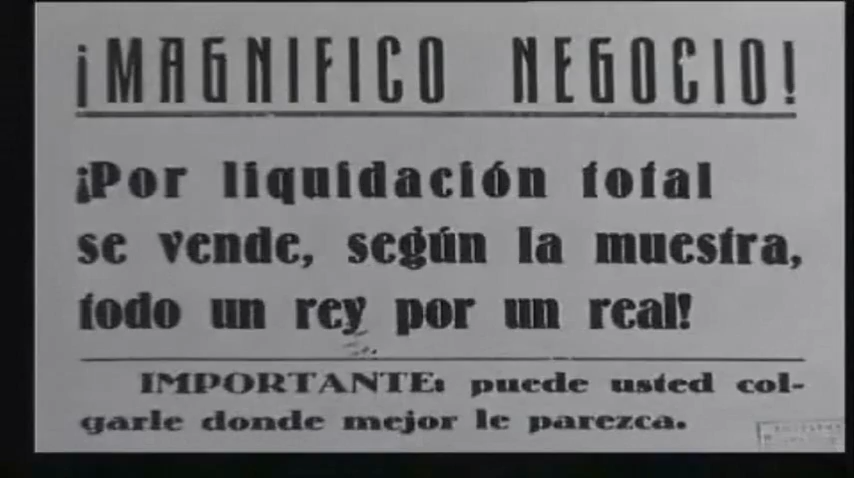 ¡MAGNIFICO NEGOCIO!
¡Por liquidación total
se vende, según la muestra,
todo un rey por un real!
IMPORTANTE: puede usted col-
garle donde mejor le parezca.